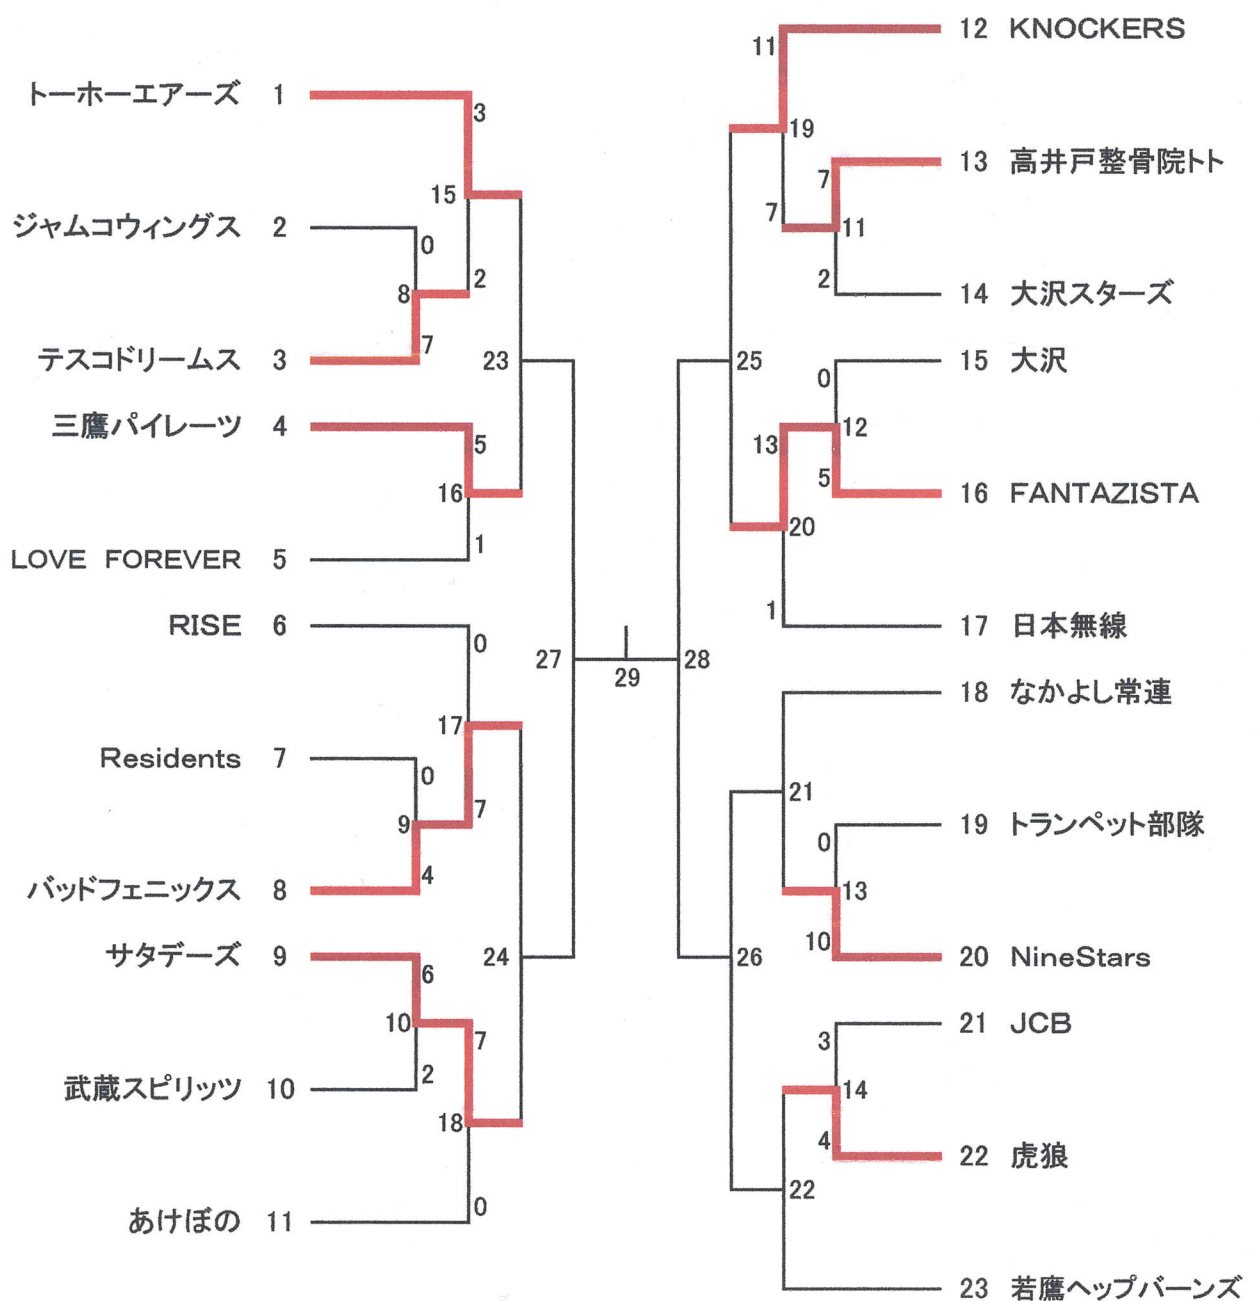 トーホーエアーズ 1
3
15
ジャムコウィングス 2
0
8
2
7
テスコドリームス 3
23
三鷹パイレーツ 4
5
16
1
LOVE FOREVER 5
RISE 6
0
27
17
Residents 7
0
9
7
4
バッドフェニックス 8
サタデーズ 9
6
24
10
7
2
武蔵スピリッツ 10
18
0
あけぼの 11
29
11
12 KNOCKERS
19
7
13 高井戸整骨院トト
7
11
2
14 大沢スターズ
25
15 大沢
0
13
12
5
16 FANTAZISTA
20
1
17 日本無線
28
18 なかよし常連
21
19 トランペット部隊
0
13
10
20 NineStars
26
21 JCB
3
14
4
22 虎狼
22
23 若鷹ヘップバーンズ